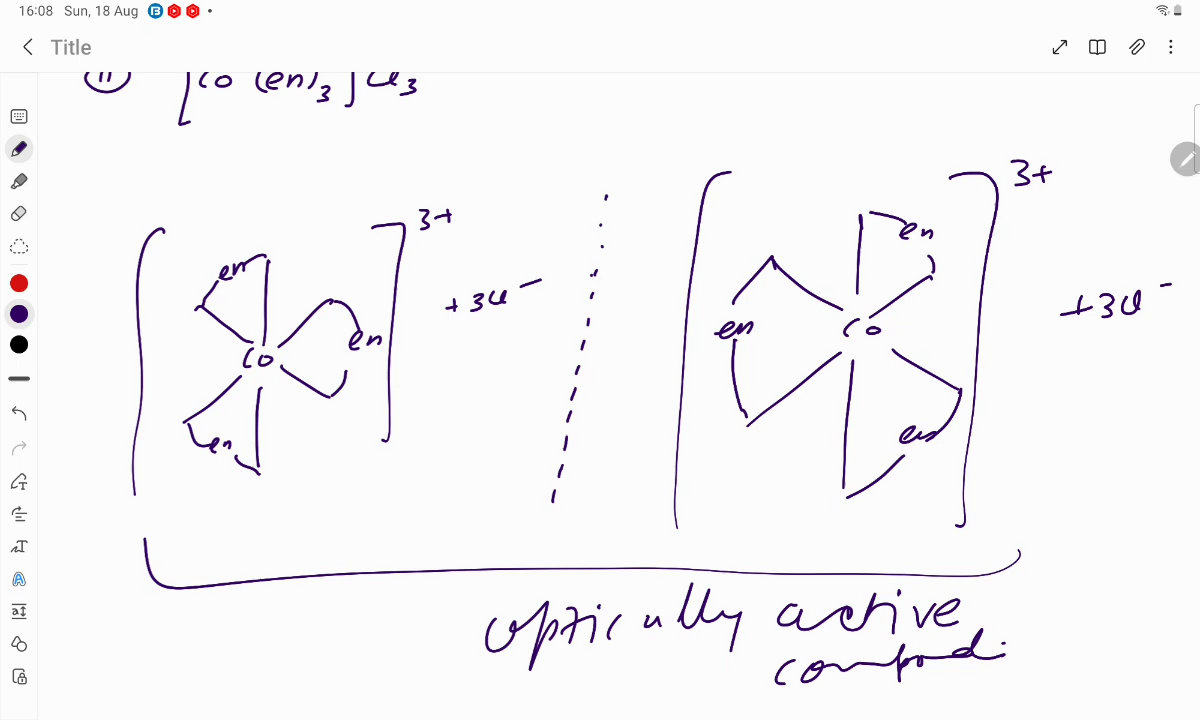 16:08 Sun, 18 Aug
Title
(11) [Co (en)3]Cl3
3+
en
en
Co
en
+3Cl-
3+
en
en
Co
en
+3Cl-
optically active
compound